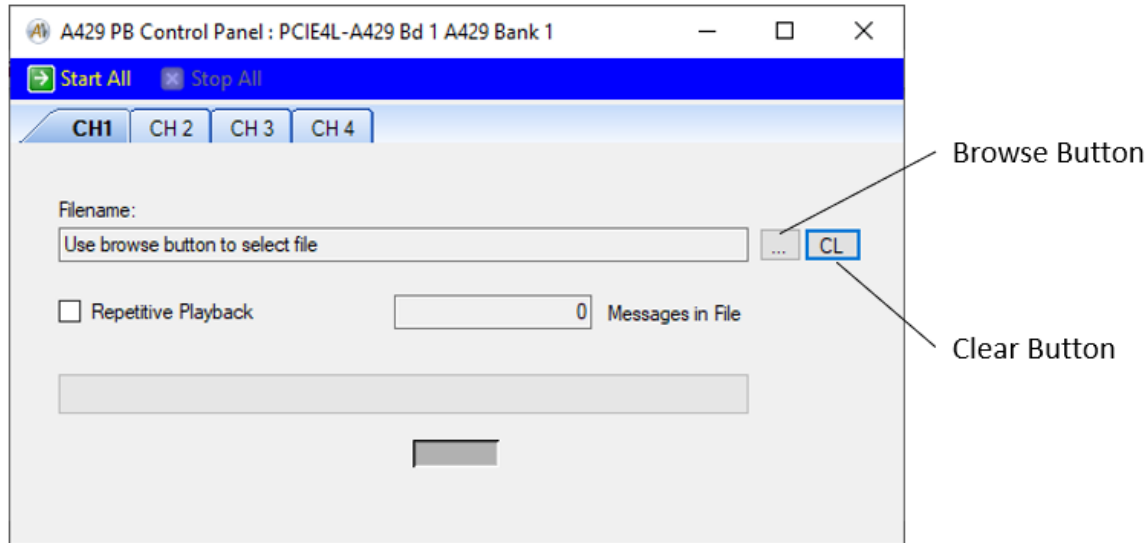 A429 PB Control Panel : PCIE4L-A429 Bd 1 A429 Bank 1
Start All Stop All
CH1 CH 2 CH 3 CH 4
Browse Button
Filename:
Use browse button to select file ... CL
Repetitive Playback 0 Messages in File
Clear Button